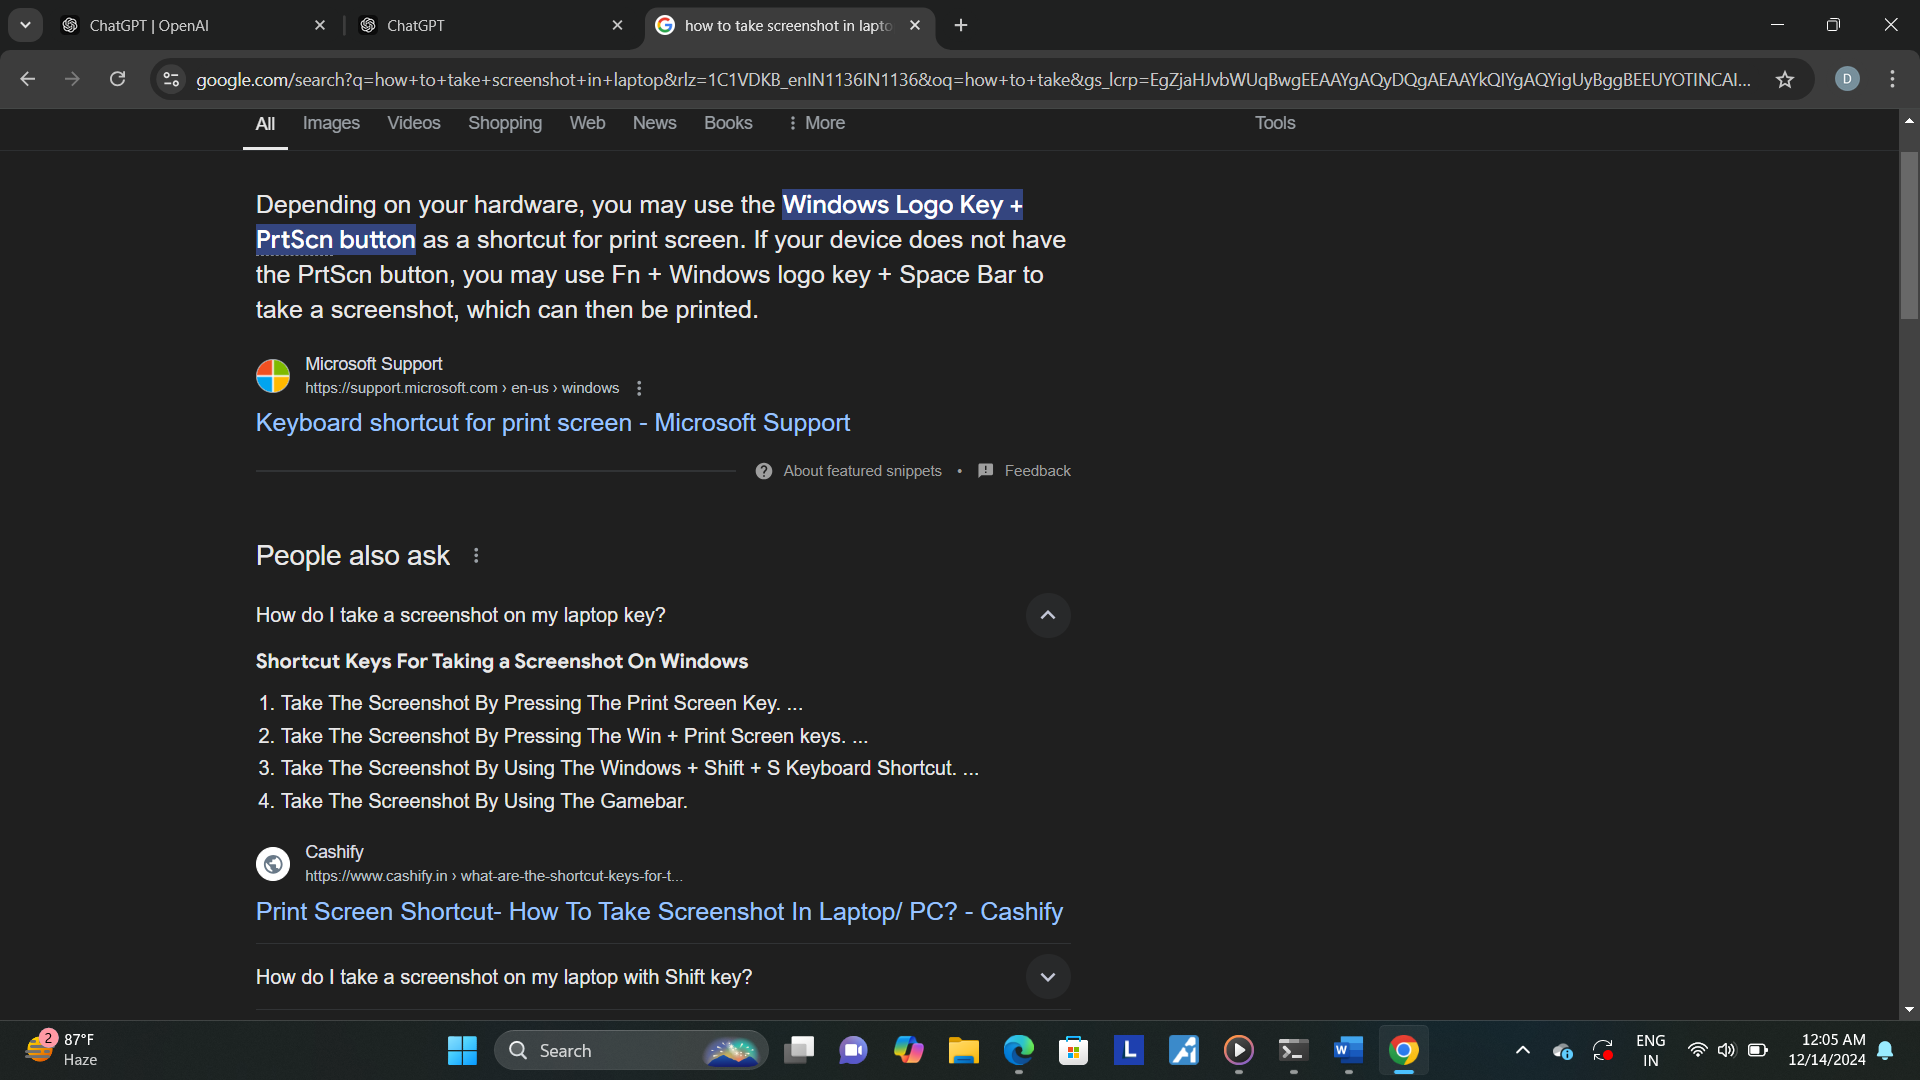 ChatGPT | OpenAI
ChatGPT
how to take screenshot in lapto
google.com/search?q=how+to+take+screenshot+in+laptop&rlz=1C1VDKB_enIN1136IN1136&oq=how+to+take&gs_lcrp=EgZjaHJvbWUqBwgEEAAYgAQyDQgAEAAYkQIYgAQYigUyBggBEEUYOTINCAI...
D
All Images Videos Shopping Web News Books More Tools
Depending on your hardware, you may use the Windows Logo Key +
PrtScn button as a shortcut for print screen. If your device does not have
the PrtScn button, you may use Fn + Windows logo key + Space Bar to
take a screenshot, which can then be printed.
Microsoft Support
https://support.microsoft.com › en-us › windows
Keyboard shortcut for print screen - Microsoft Support
About featured snippets • Feedback
People also ask
How do I take a screenshot on my laptop key?
Shortcut Keys For Taking a Screenshot On Windows
1. Take The Screenshot By Pressing The Print Screen Key. ...
2. Take The Screenshot By Pressing The Win + Print Screen keys. ...
3. Take The Screenshot By Using The Windows + Shift + S Keyboard Shortcut. ...
4. Take The Screenshot By Using The Gamebar.
Cashify
https://www.cashify.in › what-are-the-shortcut-keys-for-t...
Print Screen Shortcut- How To Take Screenshot In Laptop/ PC? - Cashify
How do I take a screenshot on my laptop with Shift key?
2
87°F
Haze
Search
L
W
ENG
IN
12:05 AM
12/14/2024